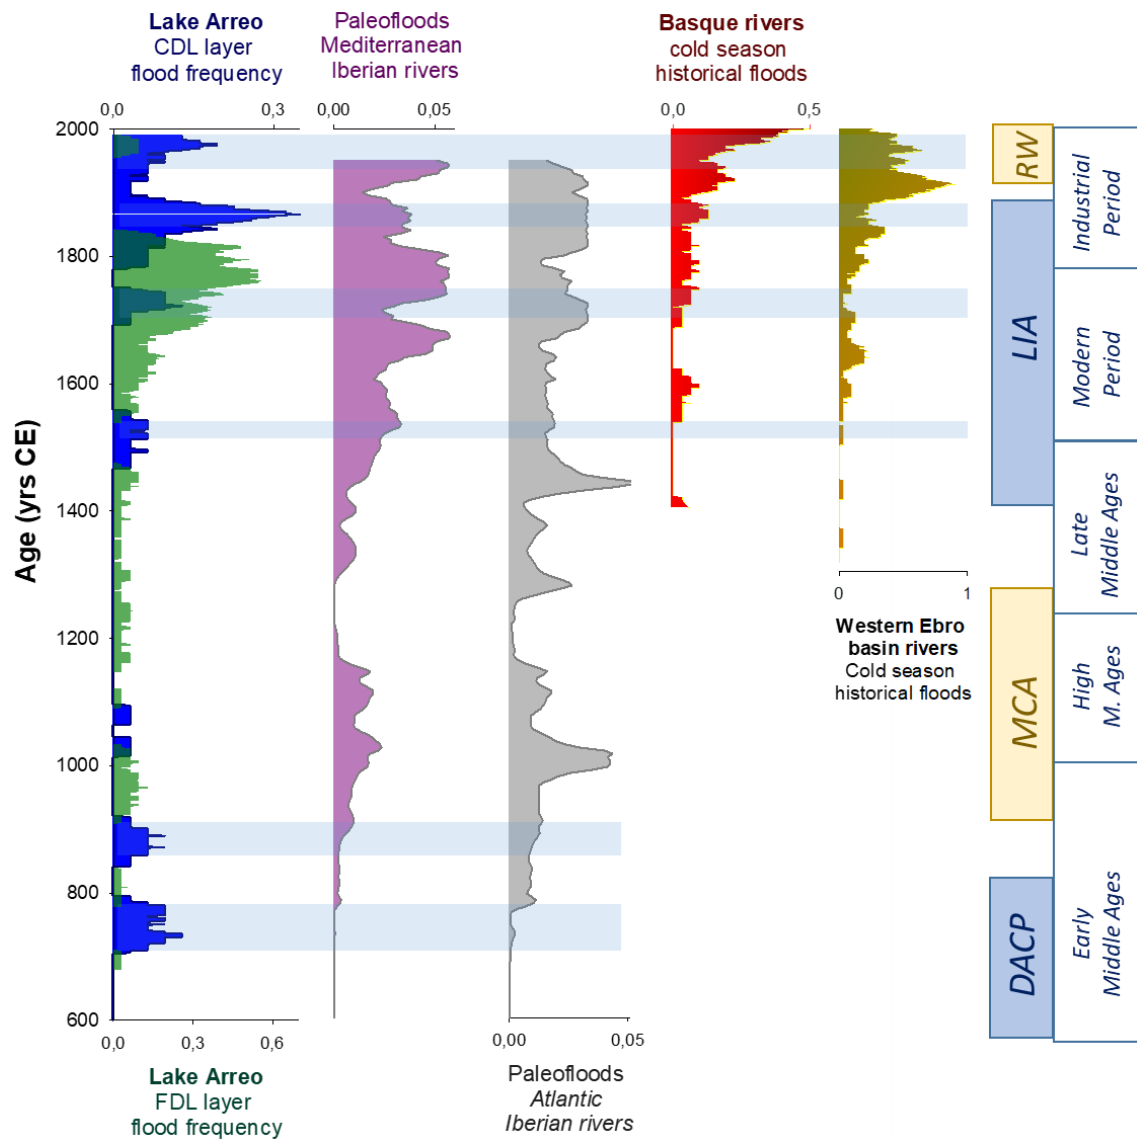 Lake Arreo
CDL layer
flood frequency
Paleofloods
Mediterranean
Iberian rivers
Basque rivers
cold season
historical floods
0,0
0,3
0,00
0,05
0,0
0,5
2000
1800
1600
1400
1200
1000
800
600
Age (yrs CE)
0,0
0,3
0,6
Lake Arreo
FDL layer
flood frequency
0,00
0,05
Paleofloods
Atlantic
Iberian rivers
0
1
Western Ebro
basin rivers
Cold season
historical floods
RW
LIA
MCA
DACP
Industrial
Period
Modern
Period
Late
Middle Ages
High
M. Ages
Early
Middle Ages